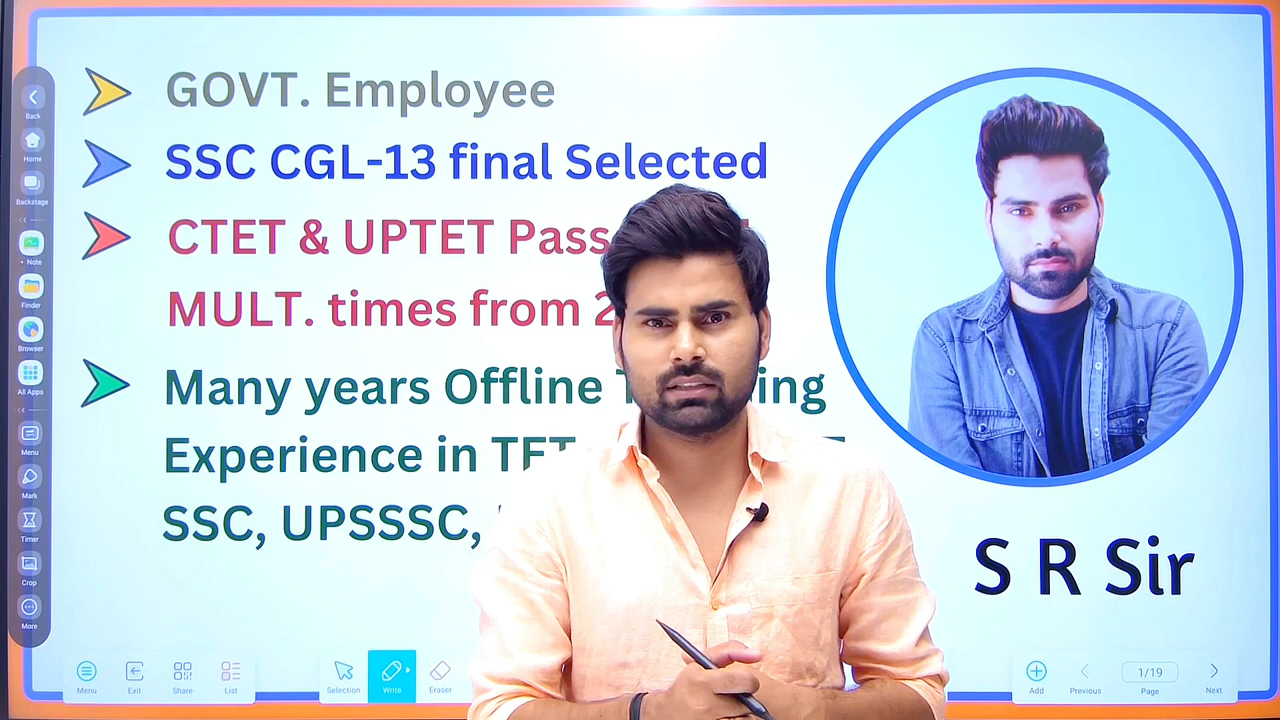 GOVT. Employee
SSC CGL-13 final Selected
CTET & UPTET Pass
MULT. times from
Many years Offline
Experience in TET
SSC, UPSSSC,
S R Sir
Back
Home
Backstage
Note
Finder
Browser
All Apps
Menu
Mark
Timer
Crop
More
Menu Exit Share List Selection Write Eraser Add Previous Page Next
1/19